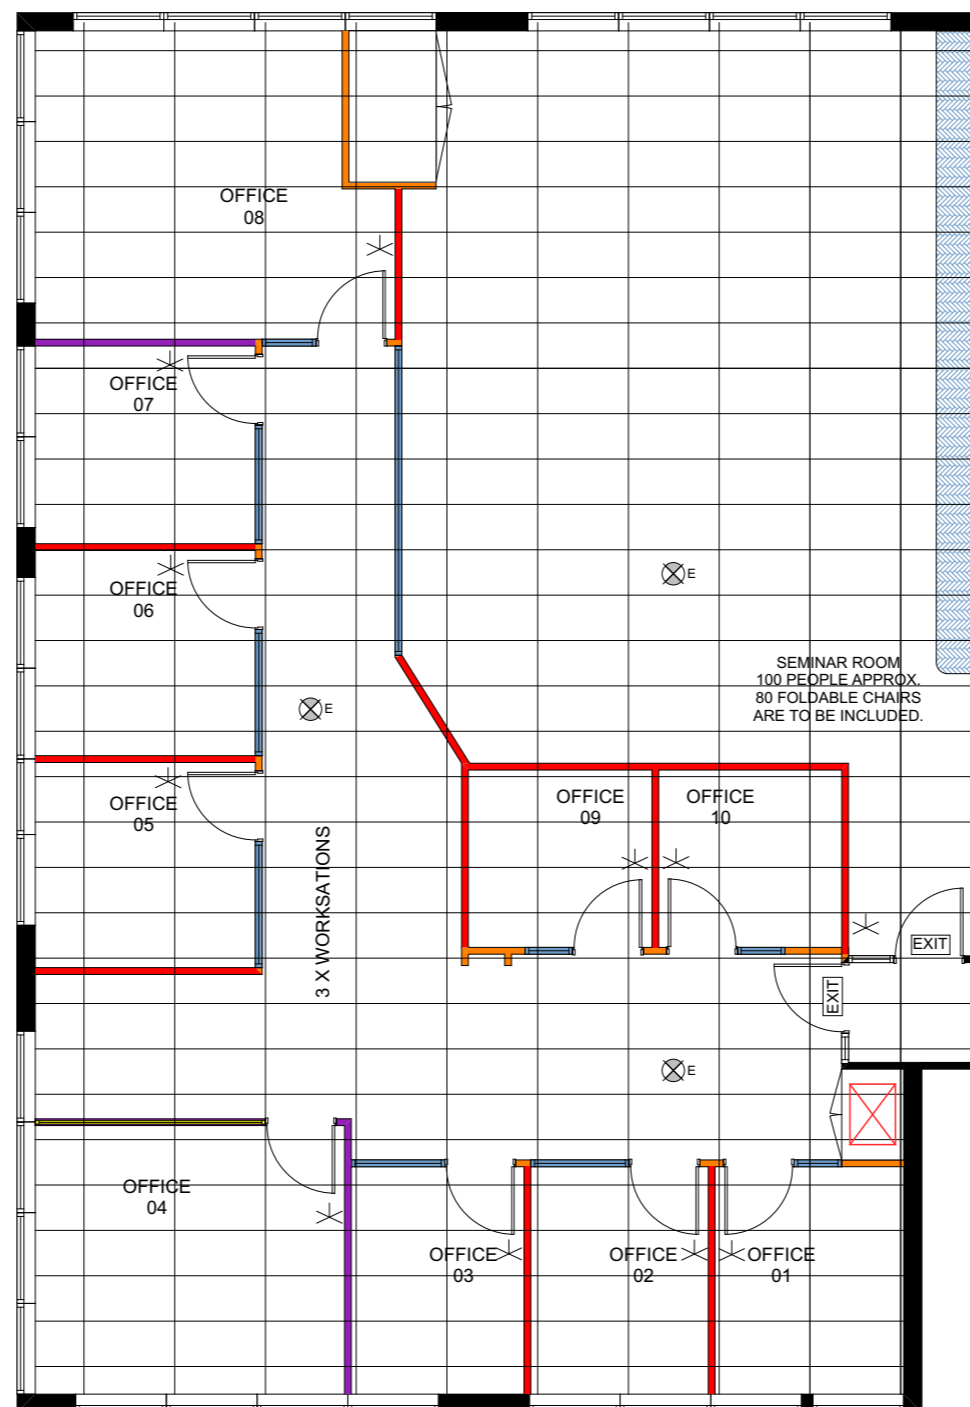 OFFICE
08
OFFICE
07
OFFICE
06
E
SEMINAR ROOM
100 PEOPLE APPROX.
80 FOLDABLE CHAIRS
ARE TO BE INCLUDED.
E
OFFICE
05
3 X WORKSATIONS
OFFICE
09
OFFICE
10
EXIT
EXIT
E
OFFICE
04
OFFICE
03
OFFICE
02
OFFICE
01